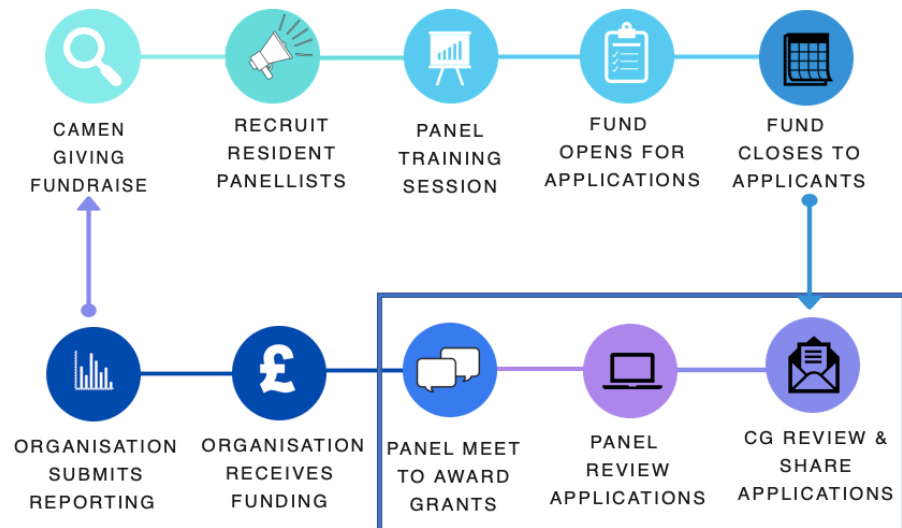 CAMEN
GIVING
FUNDRAISE
RECRUIT
RESIDENT
PANELLISTS
PANEL
TRAINING
SESSION
FUND
OPENS FOR
APPLICATIONS
FUND
CLOSES TO
APPLICANTS
ORGANISATION
SUBMITS
REPORTING
£
ORGANISATION
RECEIVES
FUNDING
PANEL MEET
TO AWARD
GRANTS
PANEL
REVIEW
APPLICATIONS
CG REVIEW &
SHARE
APPLICATIONS